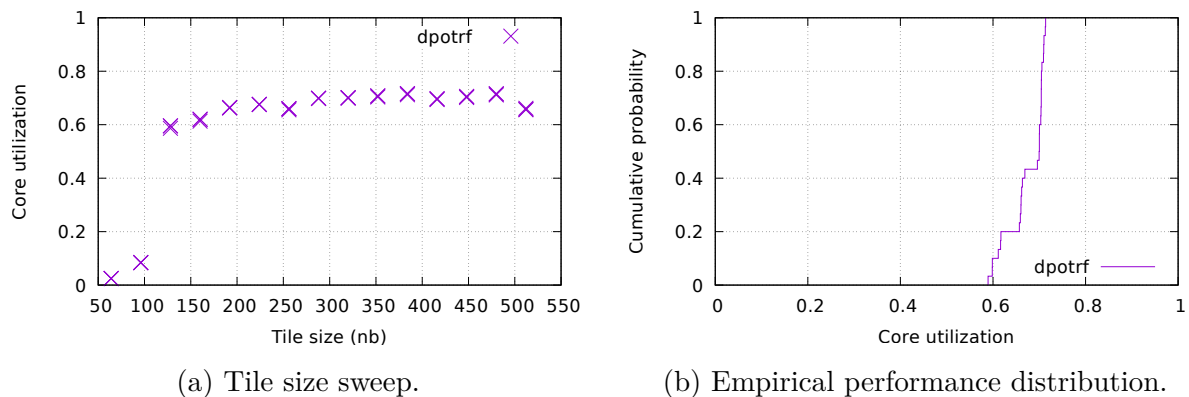 1
0.8
0.6
0.4
0.2
0
50 100 150 200 250 300 350 400 450 500 550
Core utilization
Tile size (nb)
dpotrf
(a) Tile size sweep.
1
0.8
0.6
0.4
0.2
0
0 0.2 0.4 0.6 0.8 1
Cumulative probability
Core utilization
dpotrf
(b) Empirical performance distribution.